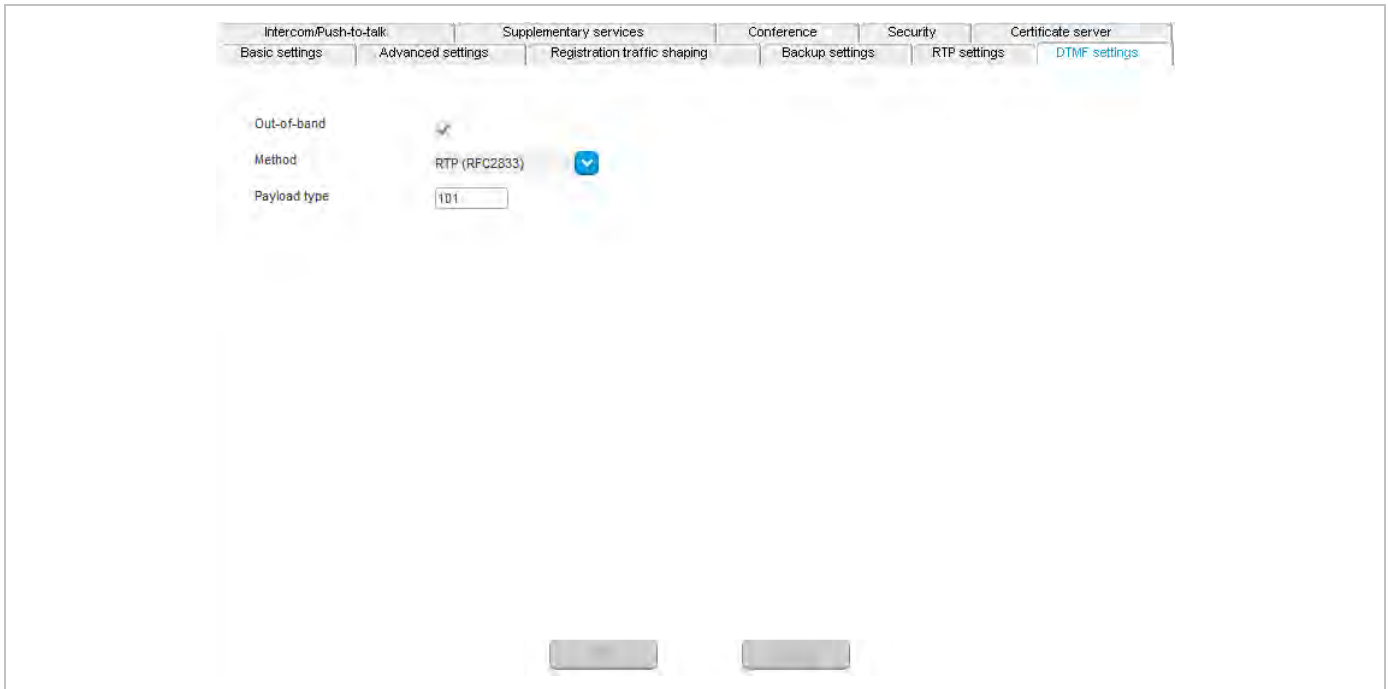 Intercom/Push-to-talk Supplementary services Conference Security Certificate server
Basic settings Advanced settings Registration traffic shaping Backup settings RTP settings DTMF settings
Out-of-band
Method RTP (RFC2833)
Payload type 101